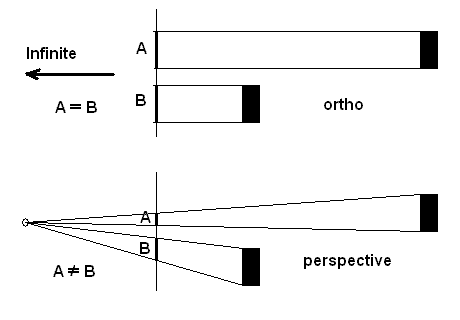 A
Infinite
B
ortho
A = B
A
B
perspective
A ≠ B